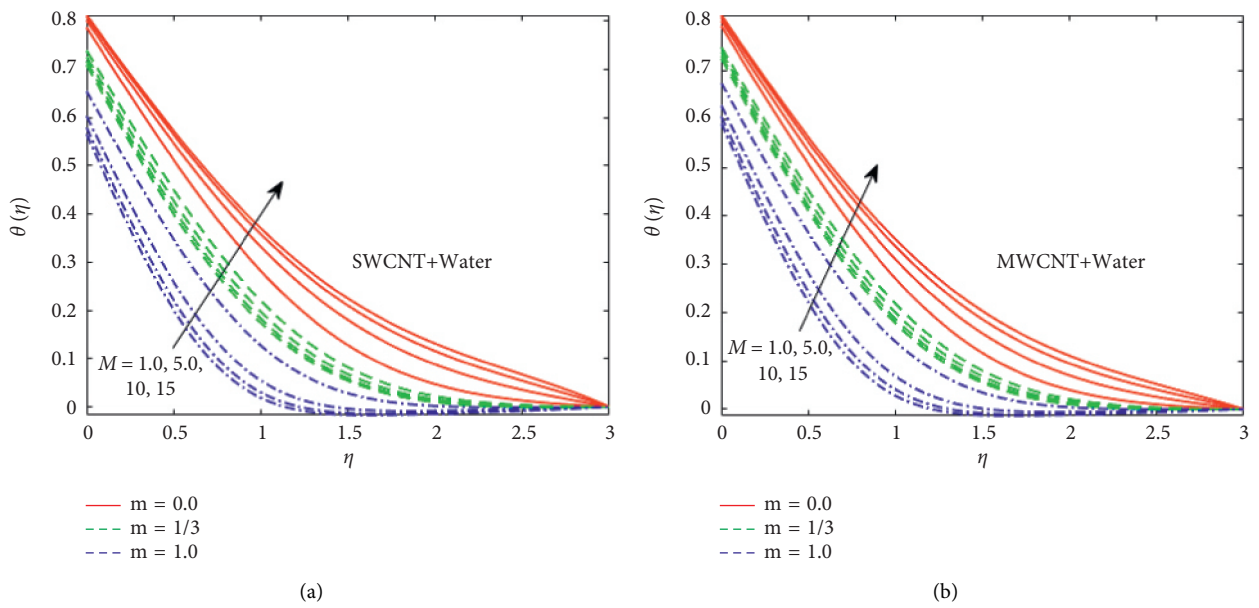 0.8
0.7
0.6
0.5
0.4
0.3
0.2
0.1
0
θ (η)
SWCNT+Water
M = 1.0, 5.0,
10, 15
0 0.5 1 1.5 2 2.5 3
η
m = 0.0
m = 1/3
m = 1.0
(a)
0.8
0.7
0.6
0.5
0.4
0.3
0.2
0.1
0
θ (η)
MWCNT+Water
M = 1.0, 5.0,
10, 15
0 0.5 1 1.5 2 2.5 3
η
m = 0.0
m = 1/3
m = 1.0
(b)